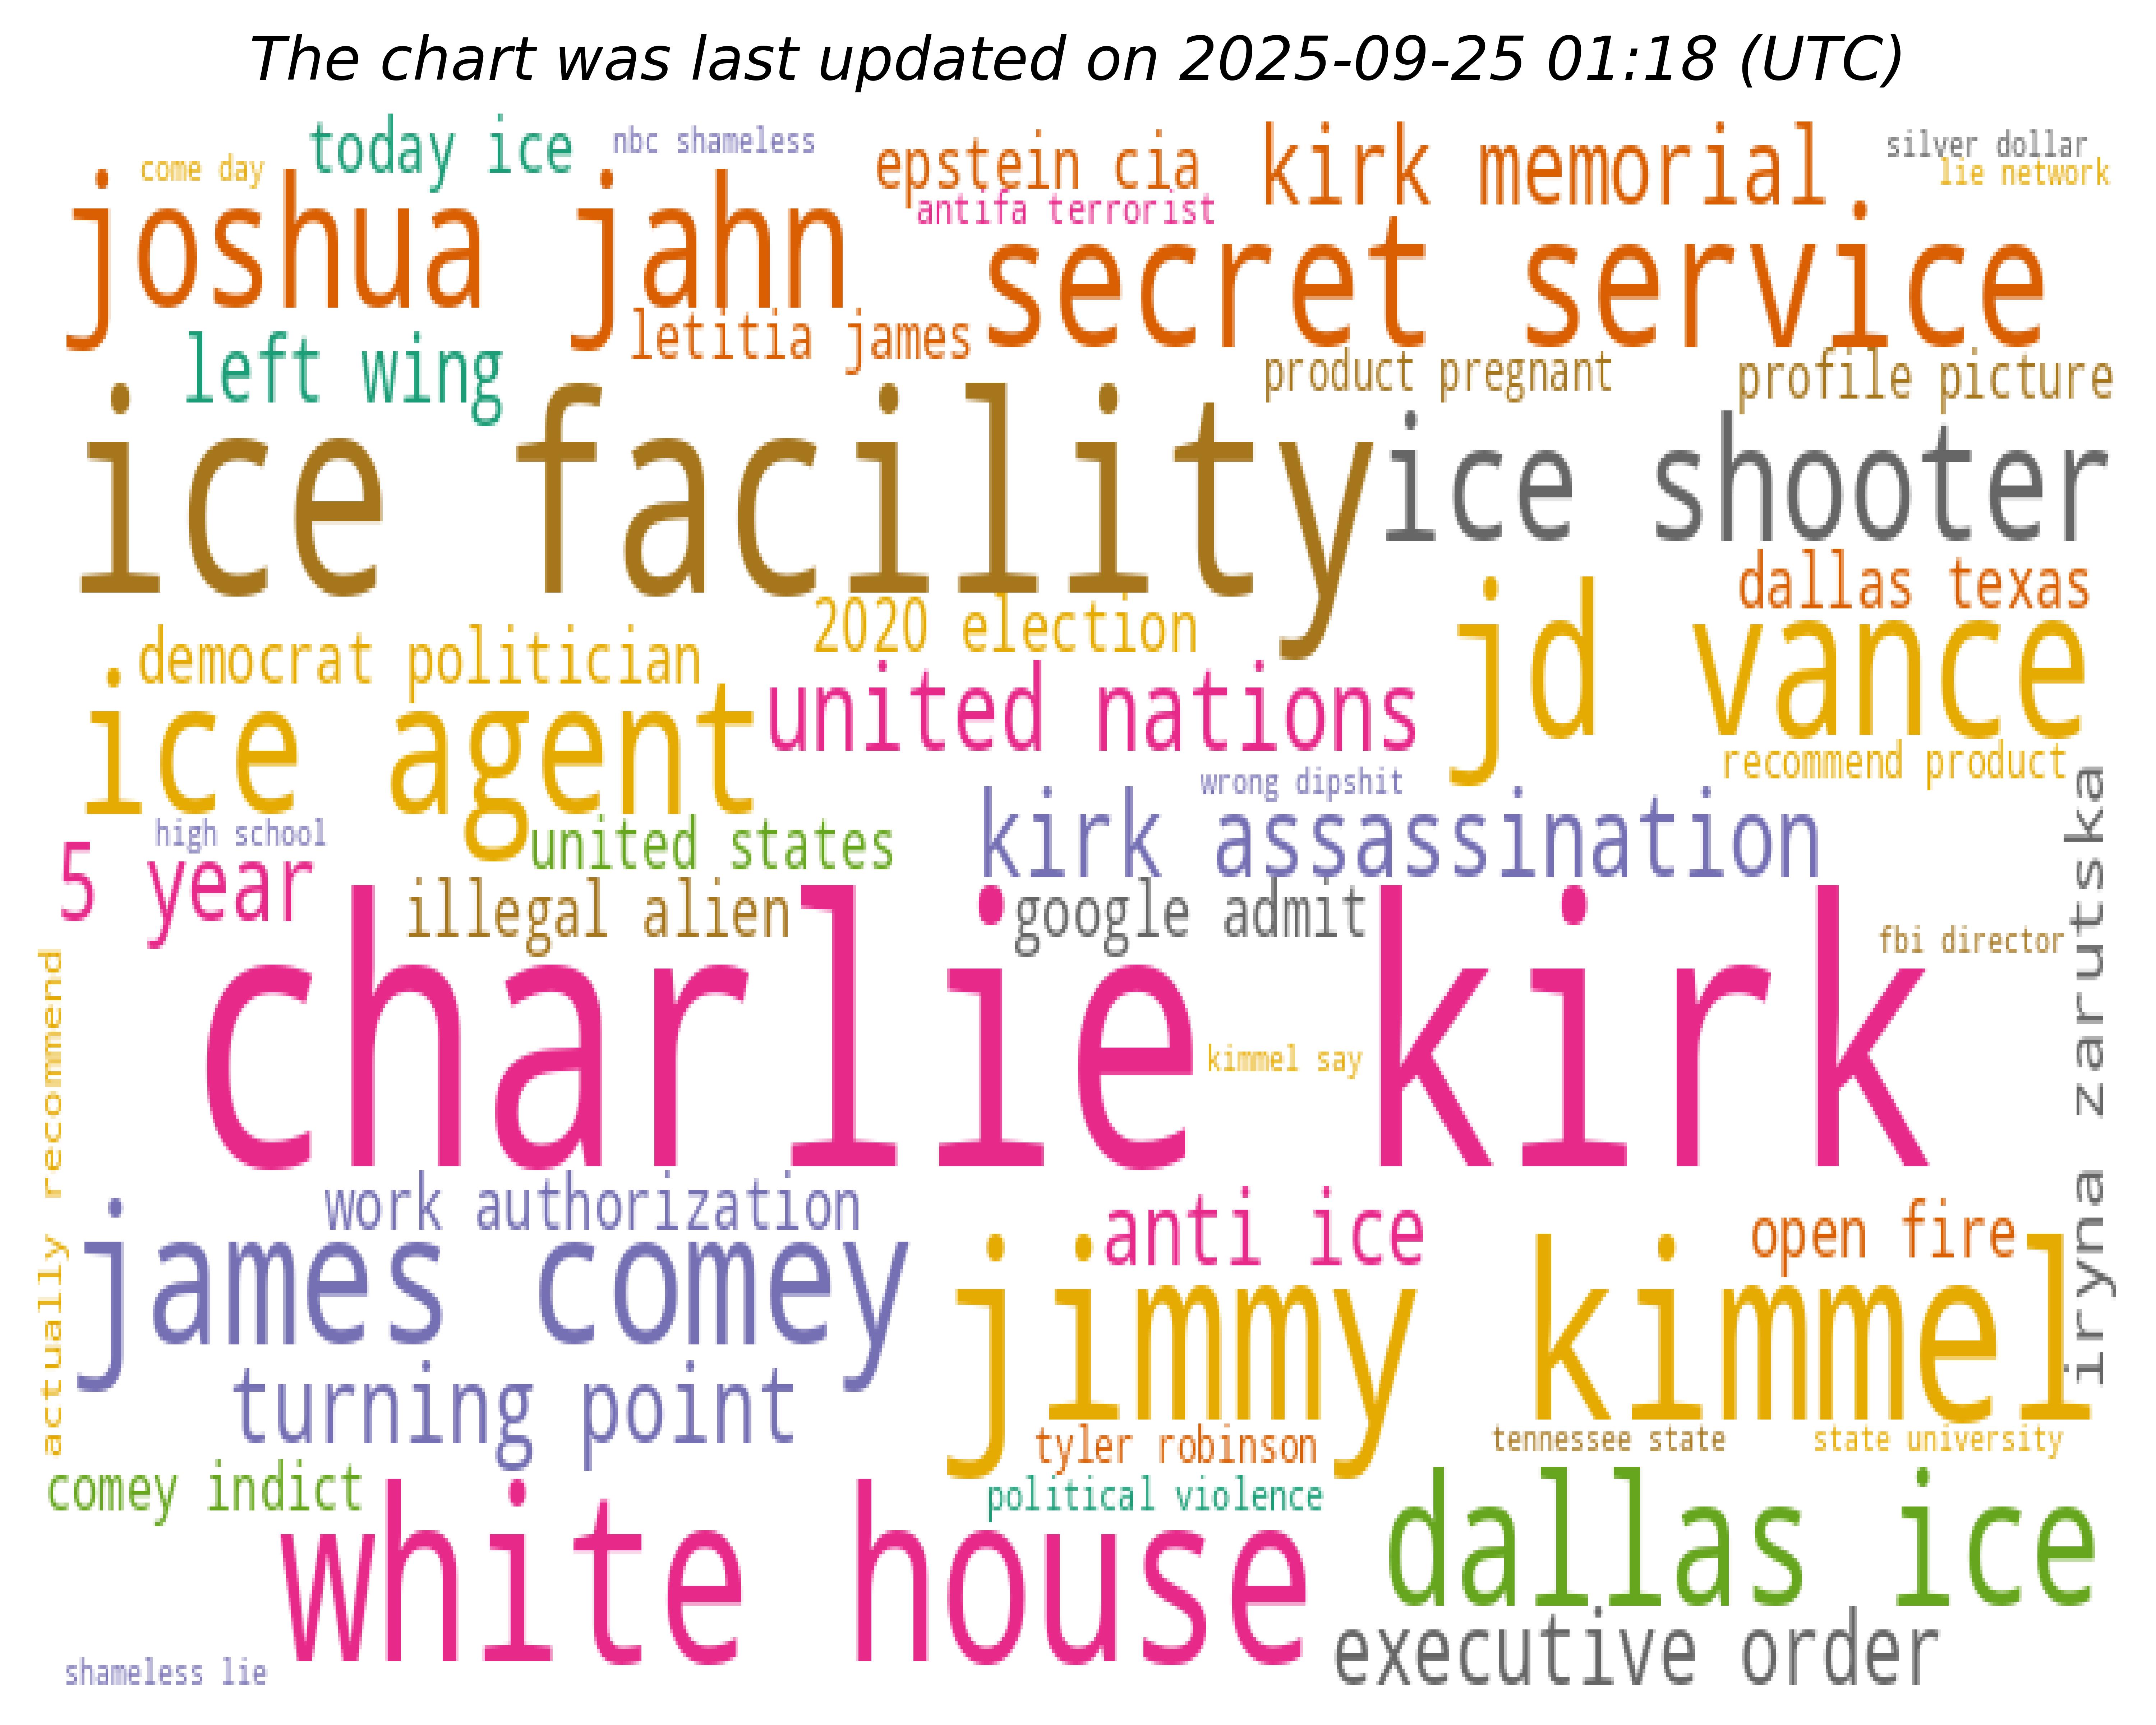 The chart was last updated on 2025-09-25 01:18 (UTC)
come day
today ice
nbc shameless
epstein cia
kirk memorial
silver dollar
lie network
antifa terrorist
joshua jahn
secret service
letitia james
left wing
product pregnant
profile picture
ice facility
ice shooter
dallas texas
2020 election
democrat politician
jd vance
united nations
ice agent
recommend product
wrong dipshit
high school
united states
kirk assassination
5 year
illegal alien
google admit
fbi director
iryna zarutska
actually recommend
charlie kirk
kimmel say
work authorization
anti ice
open fire
james comey
jimmy kimmel
turning point
tyler robinson
tennessee state
state university
comey indict
political violence
white house
dallas ice
executive order
shameless lie